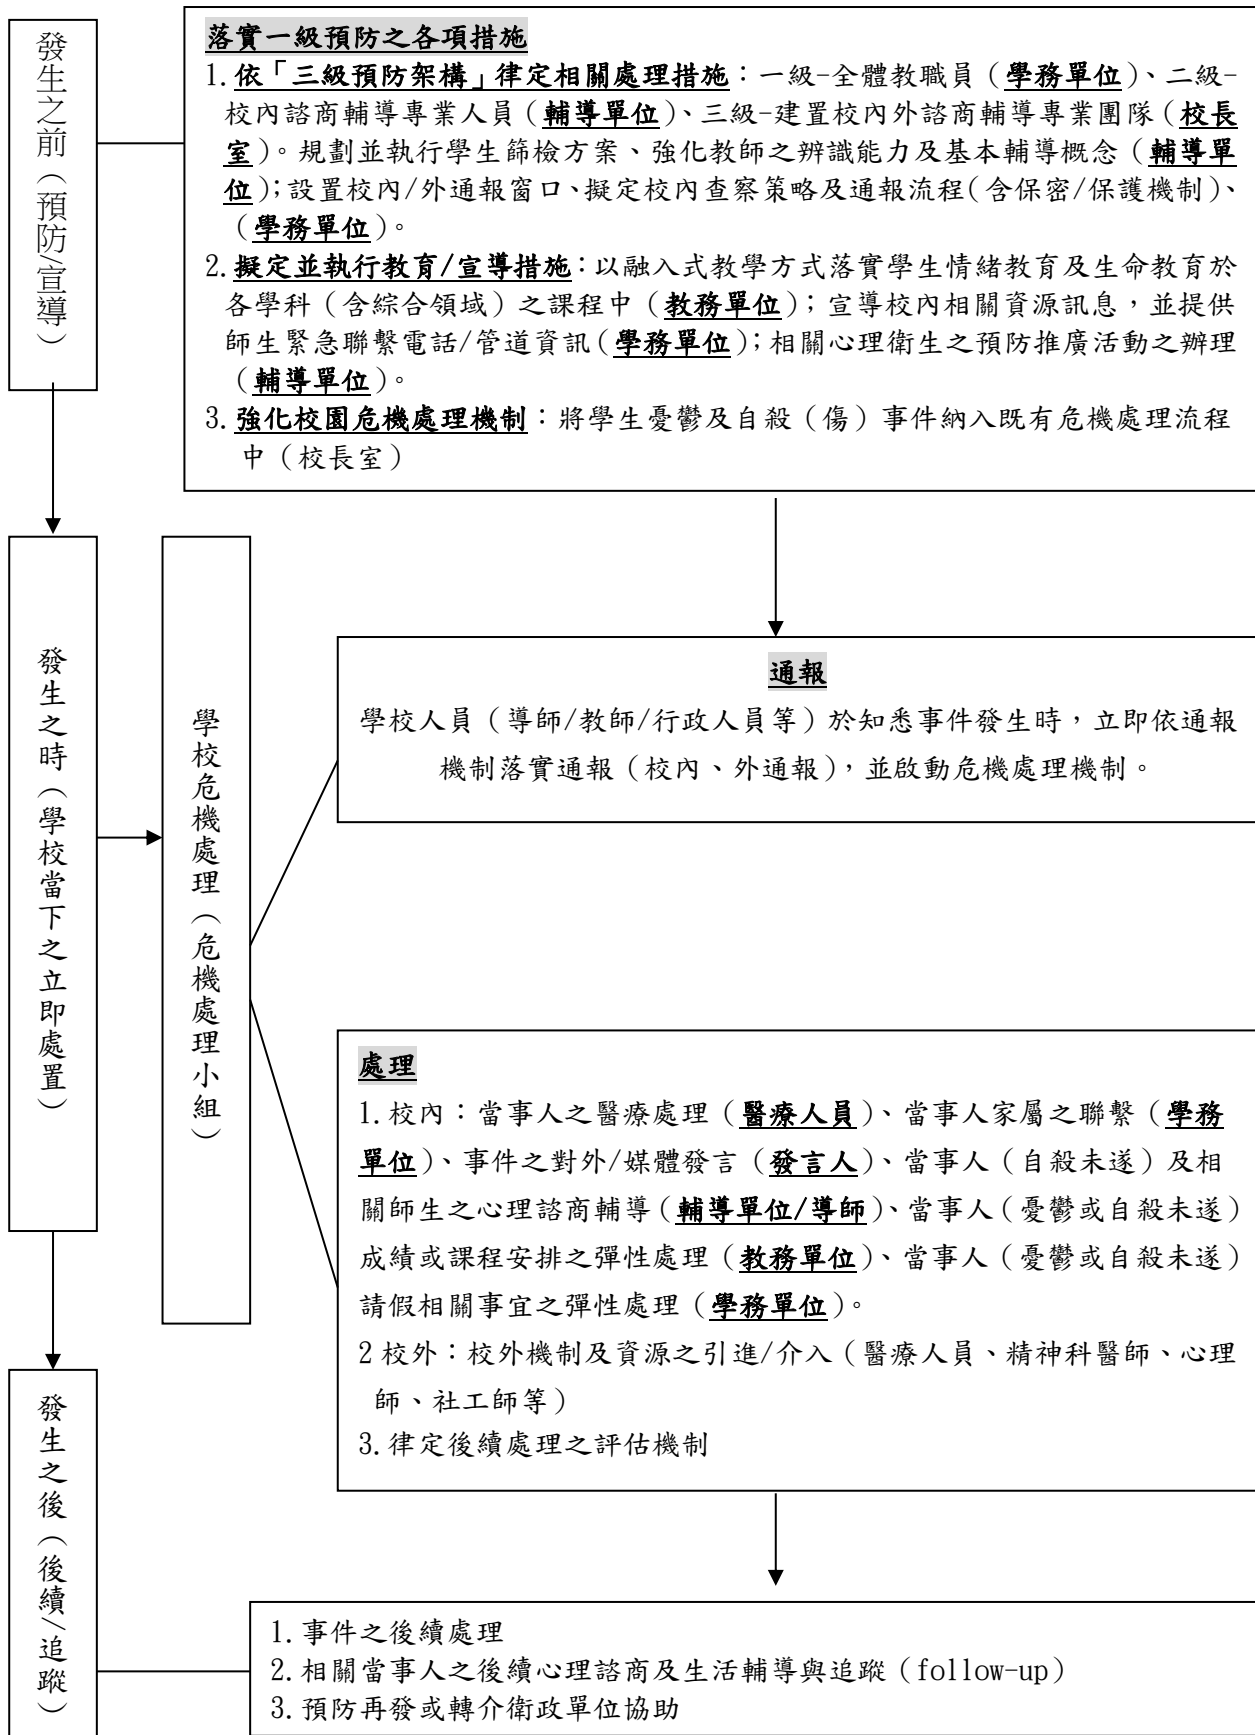 發生之前（預防/宣導）
落實一級預防之各項措施
1.依「三級預防架構」律定相關處理措施：一級-全體教職員（學務單位）、二級-
校內諮商輔導專業人員（輔導單位）、三級-建置校內外諮商輔導專業團隊（校長
室）。規劃並執行學生篩檢方案、強化教師之辨識能力及基本輔導概念（輔導單
位）；設置校內/外通報窗口、擬定校內查察策略及通報流程（含保密/保護機制）、
（學務單位）。
2.擬定並執行教育/宣導措施：以融入式教學方式落實學生情緒教育及生命教育於
各學科（含綜合領域）之課程中（教務單位）；宣導校內相關資源訊息，並提供
師生緊急聯繫電話/管道資訊（學務單位）；相關心理衛生之預防推廣活動之辦理
（輔導單位）。
3.強化校園危機處理機制：將學生憂鬱及自殺（傷）事件納入既有危機處理流程
中（校長室）
發生之時（學校當下之立即處置）
學校危機處理（危機處理小組）
通報
學校人員（導師/教師/行政人員等）於知悉事件發生時，立即依通報
機制落實通報（校內、外通報），並啟動危機處理機制。
處理
1.校內：當事人之醫療處理（醫療人員）、當事人家屬之聯繫（學務
單位）、事件之對外/媒體發言（發言人）、當事人（自殺未遂）及相
關師生之心理諮商輔導（輔導單位/導師）、當事人（憂鬱或自殺未遂）
成績或課程安排之彈性處理（教務單位）、當事人（憂鬱或自殺未遂）
請假相關事宜之彈性處理（學務單位）。
2 校外：校外機制及資源之引進/介入（醫療人員、精神科醫師、心理
師、社工師等）
3.律定後續處理之評估機制
發生之後（後續/追蹤）
1.事件之後續處理
2.相關當事人之後續心理諮商及生活輔導與追蹤（follow-up）
3.預防再發或轉介衛政單位協助